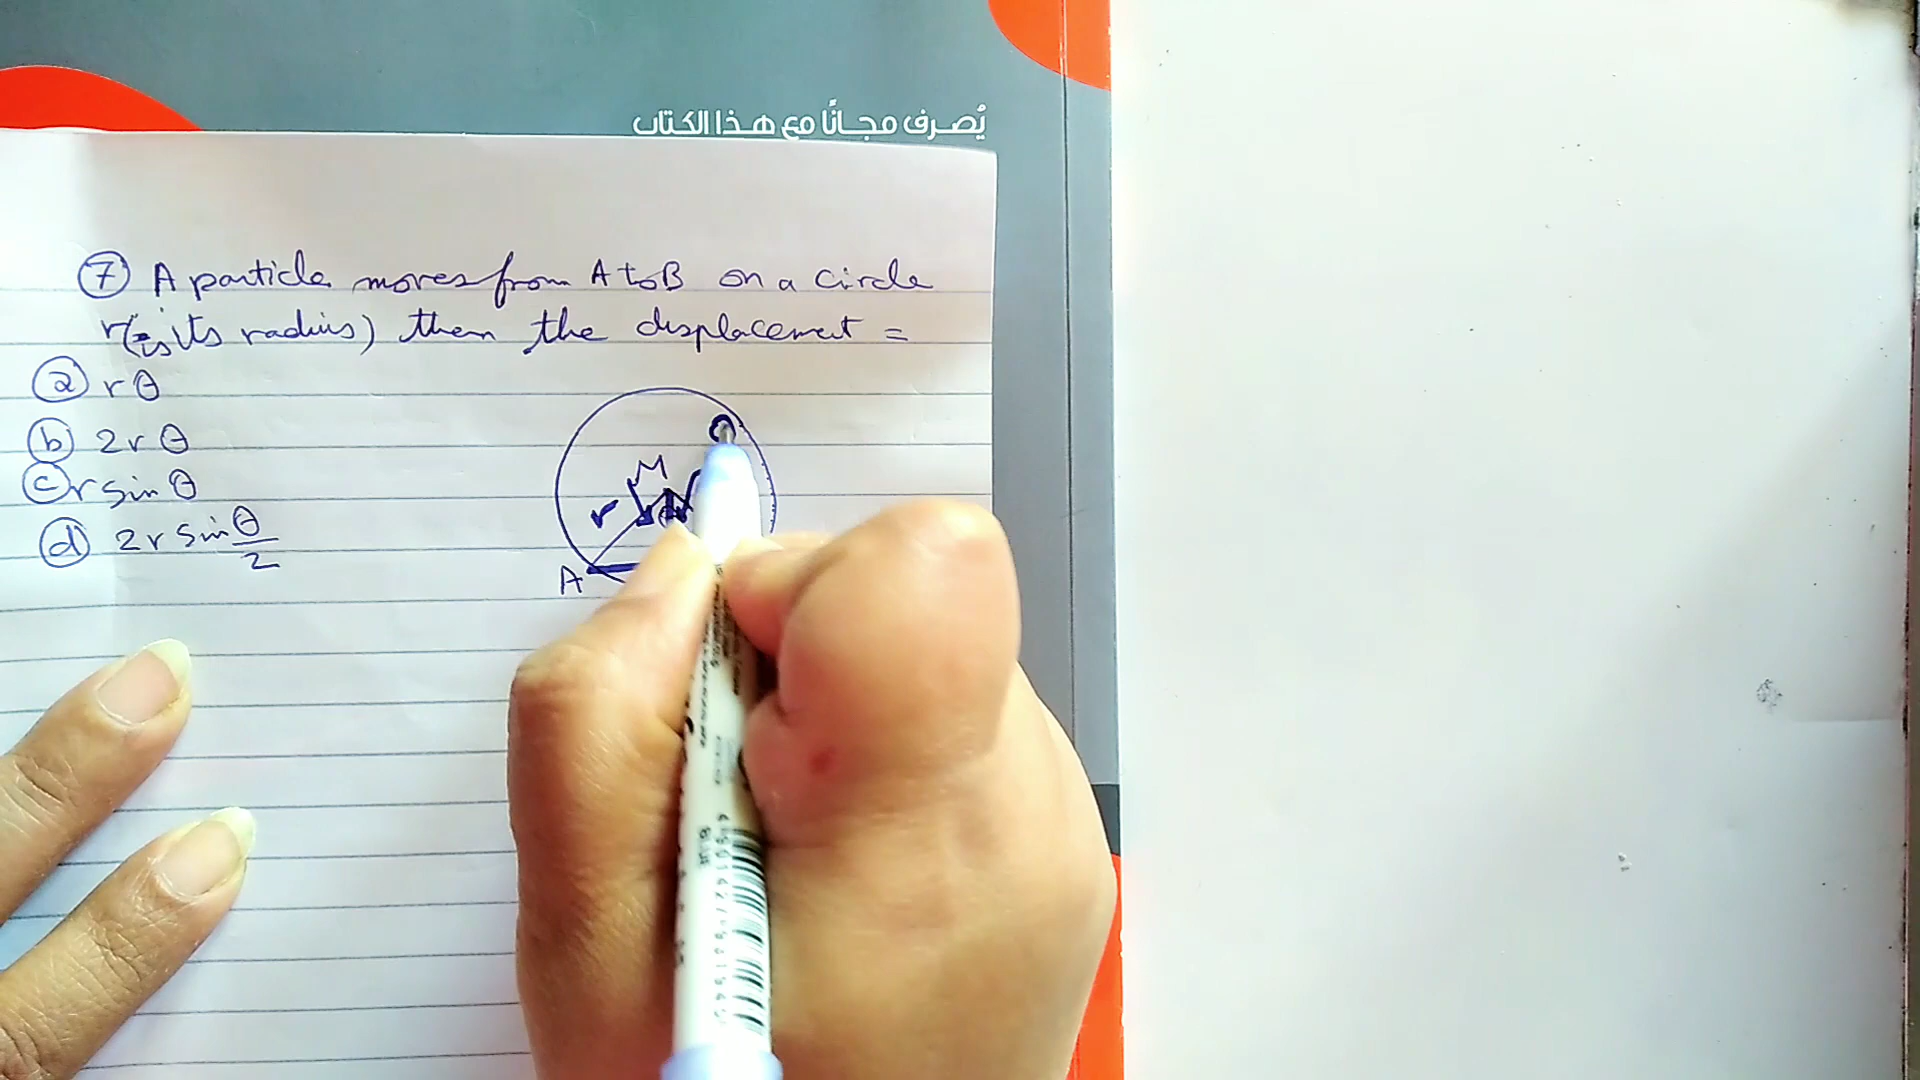 يُصرف مجانًا مع هذا الكتاب
⑦ A particle moves from A to B on a circle
r (is its radius) then the displacement =
ⓐ rθ
ⓑ 2rθ
ⓒ r sin θ
ⓓ 2r sin θ/2
M
r
A
BLUE